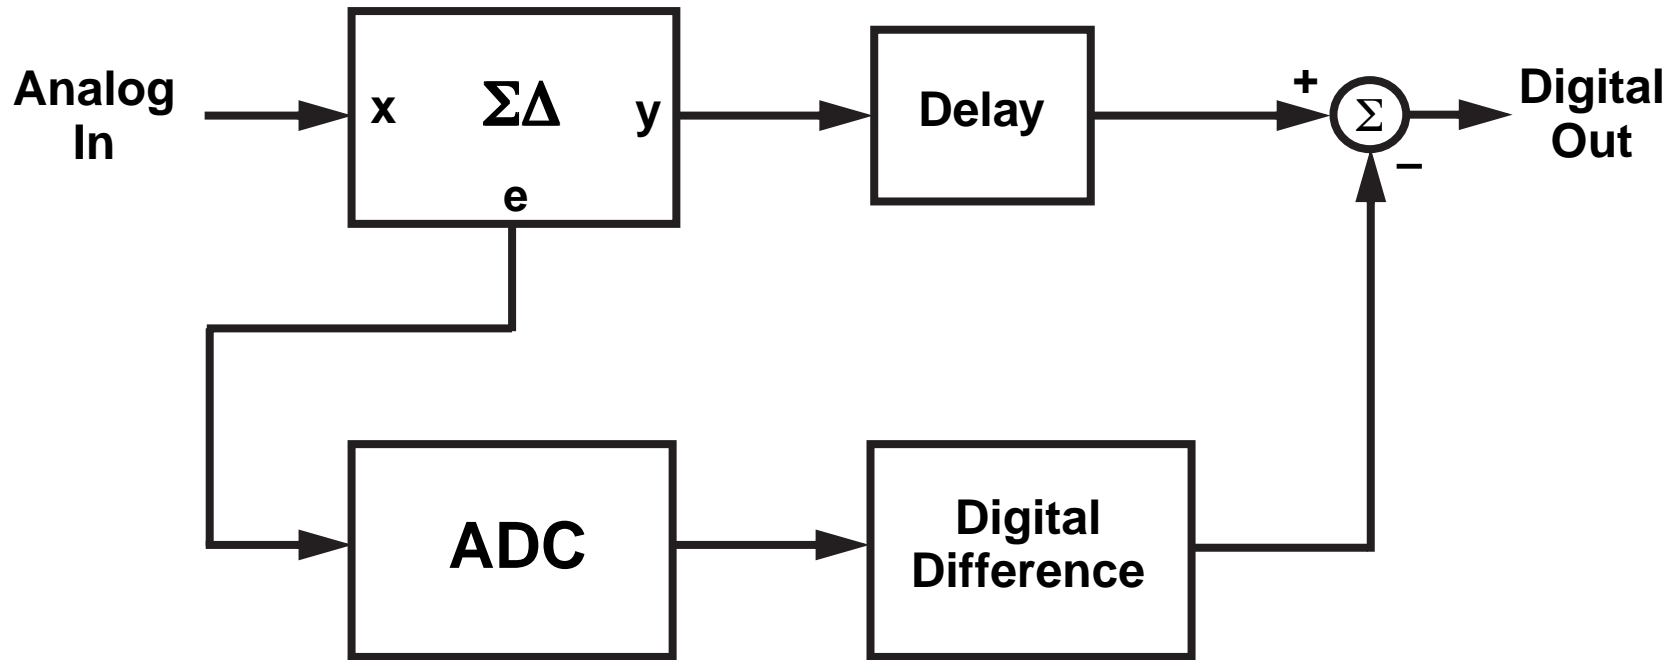 Analog
In
x
ΣΔ
y
e
Delay
+
Σ
−
Digital
Out
ADC
Digital
Difference